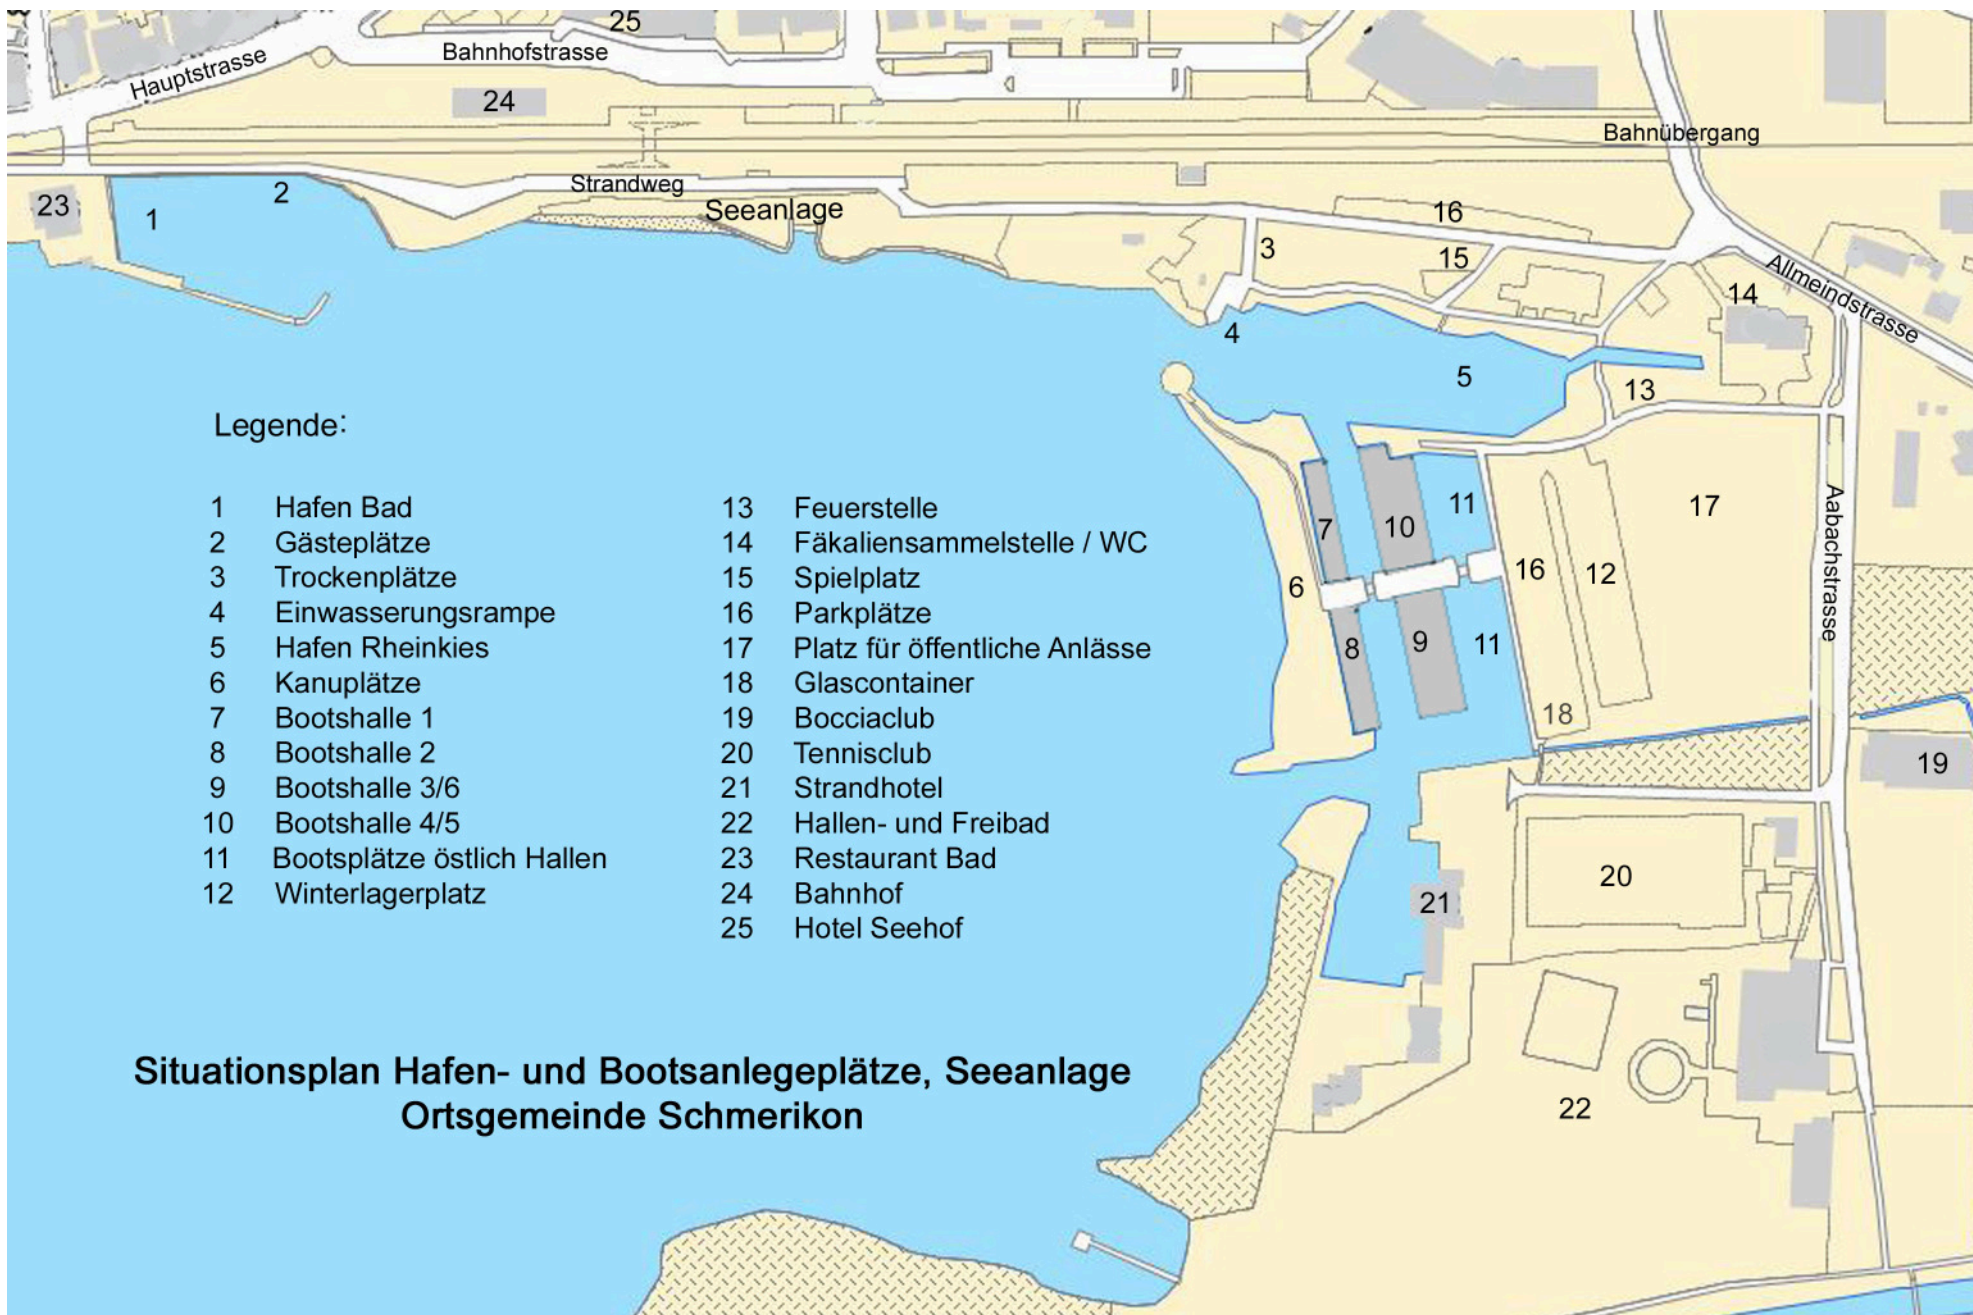 25
Bahnhofstrasse
Hauptstrasse
24
Bahnübergang
Strandweg
23
1
2
Seeanlage
16
3
15
Allmeindstrasse
14
4
5
13
Legende:
1 Hafen Bad
2 Gästeplätze
3 Trockenplätze
4 Einwasserungsrampe
5 Hafen Rheinkies
6 Kanuplätze
7 Bootshalle 1
8 Bootshalle 2
9 Bootshalle 3/6
10 Bootshalle 4/5
11 Bootsplätze östlich Hallen
12 Winterlagerplatz
13 Feuerstelle
14 Fäkaliensammelstelle / WC
15 Spielplatz
16 Parkplätze
17 Platz für öffentliche Anlässe
18 Glascontainer
19 Bocciaclub
20 Tennisclub
21 Strandhotel
22 Hallen- und Freibad
23 Restaurant Bad
24 Bahnhof
25 Hotel Seehof
7
10
11
17
Aabachstrasse
6
16
12
8
9
11
18
19
20
21
22
Situationsplan Hafen- und Bootsanlegeplätze, Seeanlage
Ortsgemeinde Schmerikon